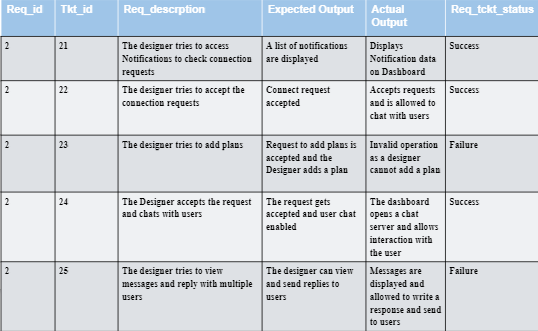 Req_id Tkt_id Req_descrption Expected Output Actual
Output Req_tckt_status
2 21 The designer tries to access A list of notifications Displays Success
Notifications to check connection are displayed Notification data
requests on Dashboard
2 22 The designer tries to accept the Connect request Accepts requests Success
connection requests accepted and is allowed to
chat with users
2 23 The designer tries to add plans Request to add plans is Invalid operation Failure
accepted and the as a designer
Designer adds a plan cannot add a plan
2 24 The Designer accepts the request The request gets The dashboard Success
and chats with users accepted and user chat opens a chat
enabled server and allows
interaction with
the user
2 25 The designer tries to view The designer can view Messages are Failure
messages and reply with multiple and send replies to displayed and
users users allowed to write a
response and send
to users